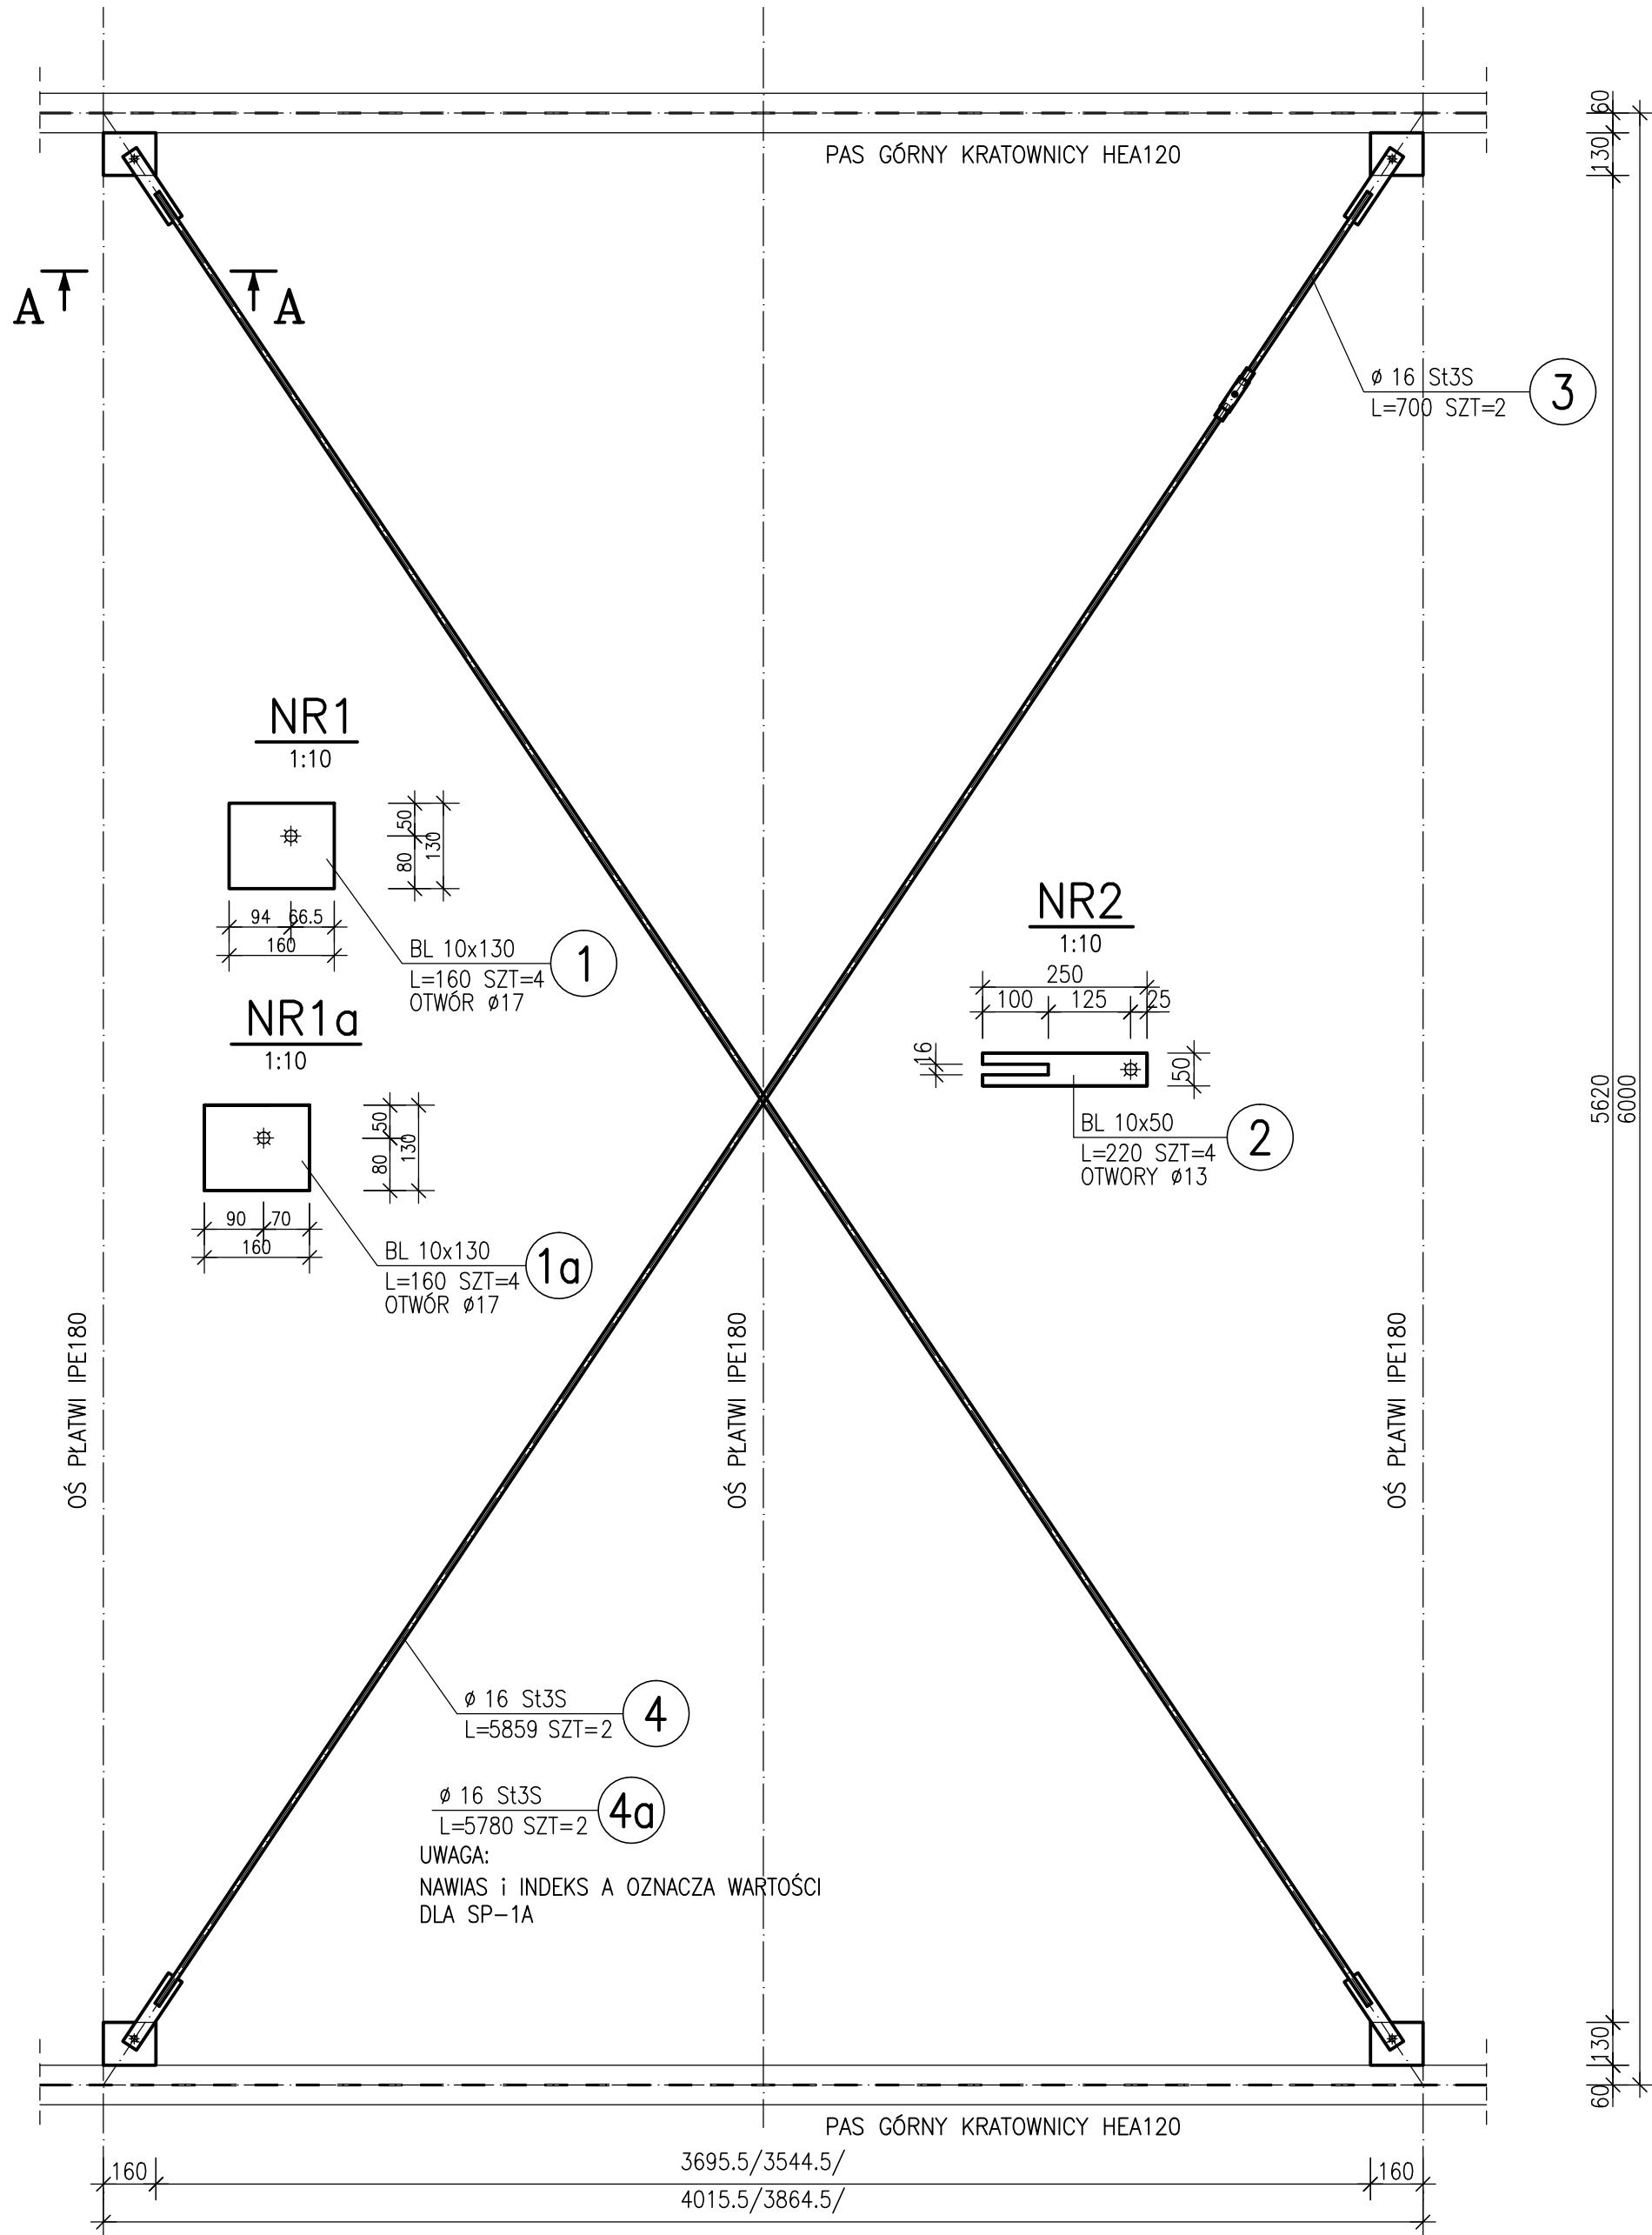 60
130
PAS GÓRNY KRATOWNICY HEA120
A
A
ø 16 St3S
L=700 SZT=2
3
NR1
1:10
50
80
130
94
66.5
160
BL 10x130
L=160 SZT=4
OTWÓR ø17
1
NR1a
1:10
50
80
130
90
70
160
BL 10x130
L=160 SZT=4
OTWÓR ø17
1a
NR2
1:10
250
100
125
25
16
50
BL 10x50
L=220 SZT=4
OTWORY ø13
2
5620
6000
OŚ PŁATWI IPE180
OŚ PŁATWI IPE180
OŚ PŁATWI IPE180
ø 16 St3S
L=5859 SZT=2
4
ø 16 St3S
L=5780 SZT=2
4a
UWAGA:
NAWIAS i INDEKS A OZNACZA WARTOŚCI
DLA SP-1A
130
60
PAS GÓRNY KRATOWNICY HEA120
160
3695.5/3544.5/
160
4015.5/3864.5/